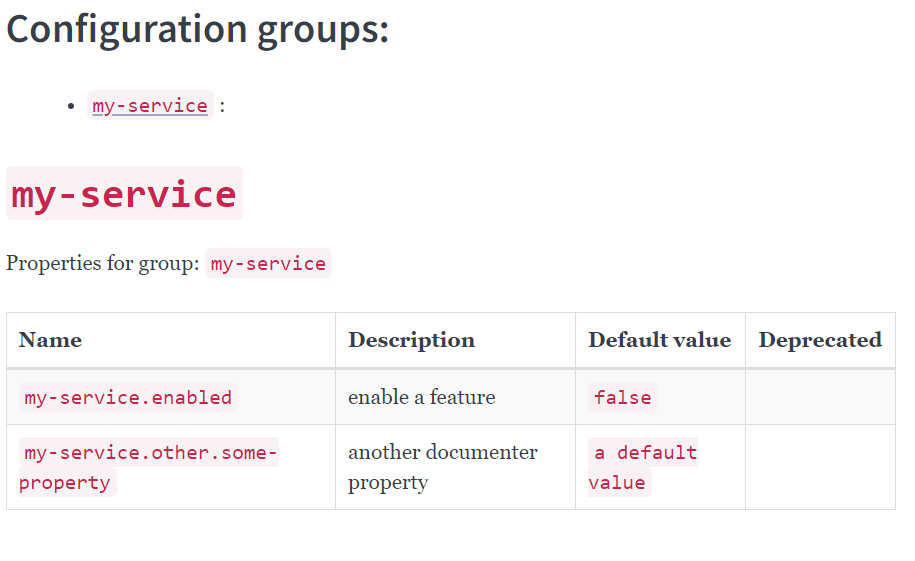 Configuration groups:
• my-service :
my-service
Properties for group: my-service
Name Description Default value Deprecated
my-service.enabled enable a feature false
my-service.other.some- another documenter a default
property property value